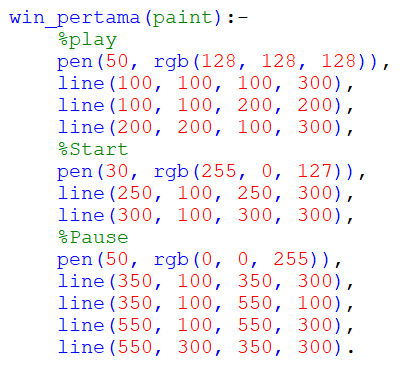 win_pertama(paint):-
    %play
    pen(50, rgb(128, 128, 128)),
    line(100, 100, 100, 300),
    line(100, 100, 200, 200),
    line(200, 200, 100, 300),
    %Start
    pen(30, rgb(255, 0, 127)),
    line(250, 100, 250, 300),
    line(300, 100, 300, 300),
    %Pause
    pen(50, rgb(0, 0, 255)),
    line(350, 100, 350, 300),
    line(350, 100, 550, 100),
    line(550, 100, 550, 300),
    line(550, 300, 350, 300).